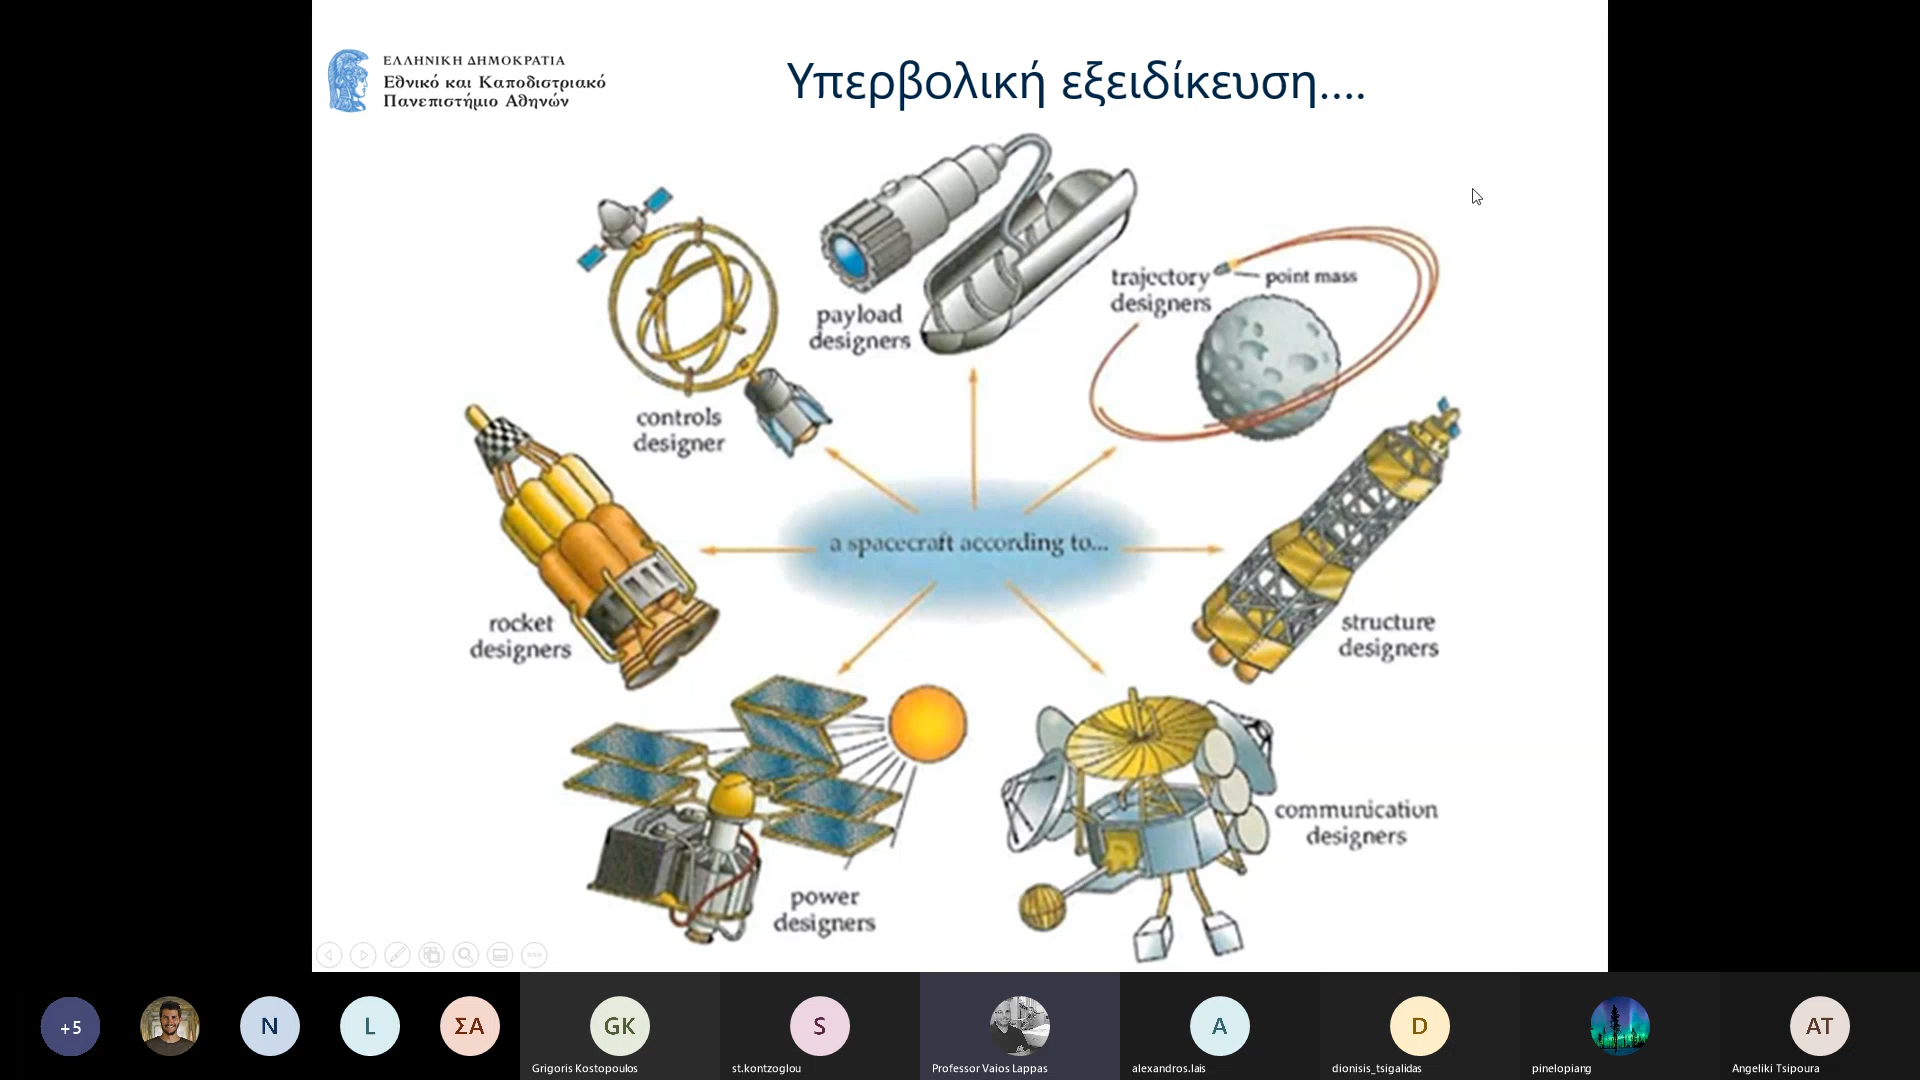 ΕΛΛΗΝΙΚΗ ΔΗΜΟΚΡΑΤΙΑ
Εθνικό και Καποδιστριακό
Πανεπιστήμιο Αθηνών
Υπερβολική εξειδίκευση....
payload
designers
trajectory
designers
point mass
controls
designer
a spacecraft according to...
rocket
designers
structure
designers
communication
designers
power
designers
+5
N
L
ΣΑ
GK
S
A
D
AT
Grigoris Kostopoulos
st.kontzoglou
Professor Vaios Lappas
alexandros.lais
dionisis_tsigalidas
pinelopiang
Angeliki Tsipoura